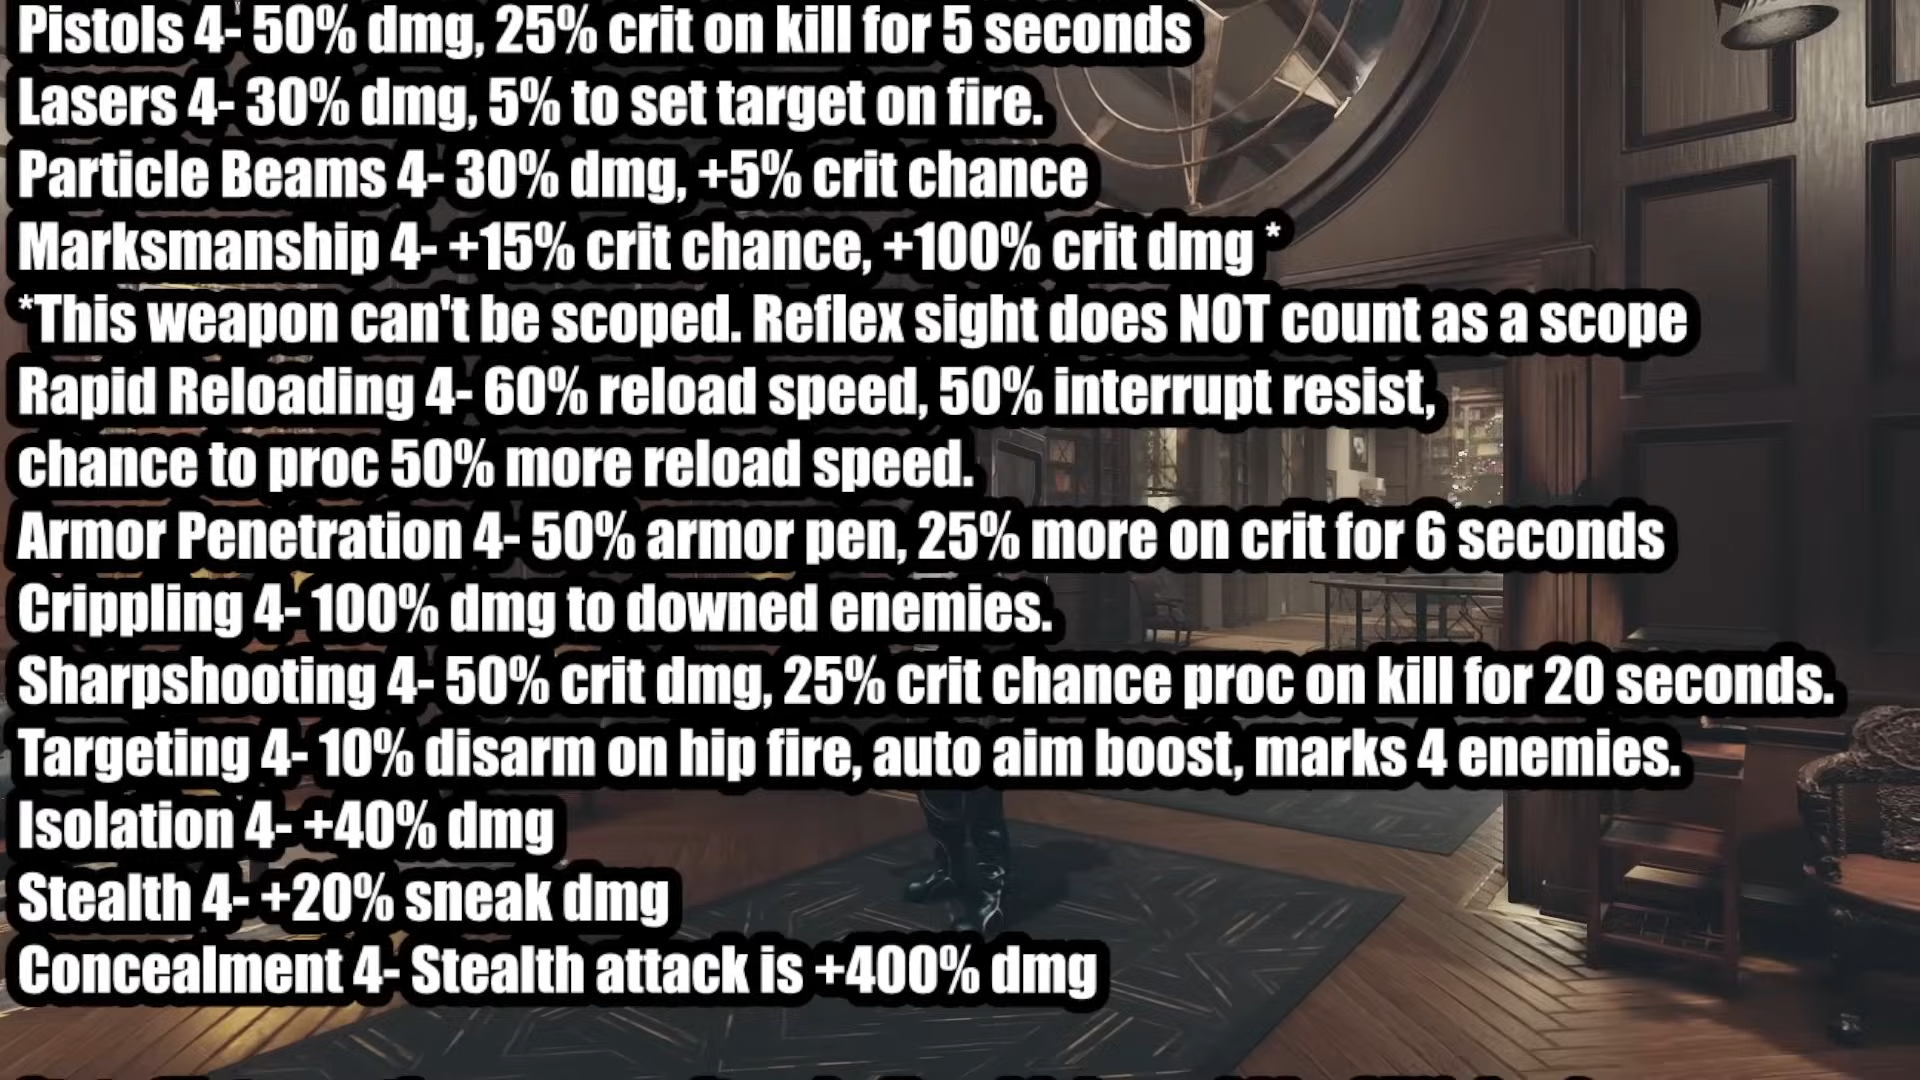 Pistols 4- 50% dmg, 25% crit on kill for 5 seconds
Lasers 4- 30% dmg, 5% to set target on fire.
Particle Beams 4- 30% dmg, +5% crit chance
Marksmanship 4- +15% crit chance, +100% crit dmg *
*This weapon can't be scoped. Reflex sight does NOT count as a scope
Rapid Reloading 4- 60% reload speed, 50% interrupt resist,
chance to proc 50% more reload speed.
Armor Penetration 4- 50% armor pen, 25% more on crit for 6 seconds
Crippling 4- 100% dmg to downed enemies.
Sharpshooting 4- 50% crit dmg, 25% crit chance proc on kill for 20 seconds.
Targeting 4- 10% disarm on hip fire, auto aim boost, marks 4 enemies.
Isolation 4- +40% dmg
Stealth 4- +20% sneak dmg
Concealment 4- Stealth attack is +400% dmg